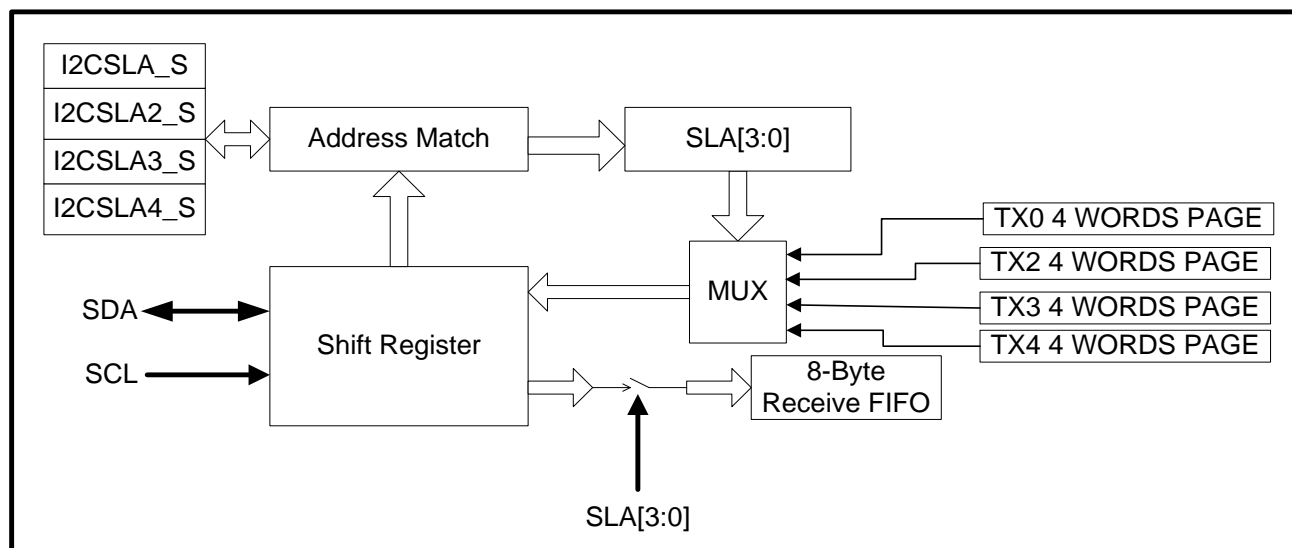 I2CSLA_S
I2CSLA2_S
I2CSLA3_S
I2CSLA4_S
Address Match
SLA[3:0]
TX0 4 WORDS PAGE
TX2 4 WORDS PAGE
TX3 4 WORDS PAGE
TX4 4 WORDS PAGE
MUX
SDA
SCL
Shift Register
8-Byte
Receive FIFO
SLA[3:0]